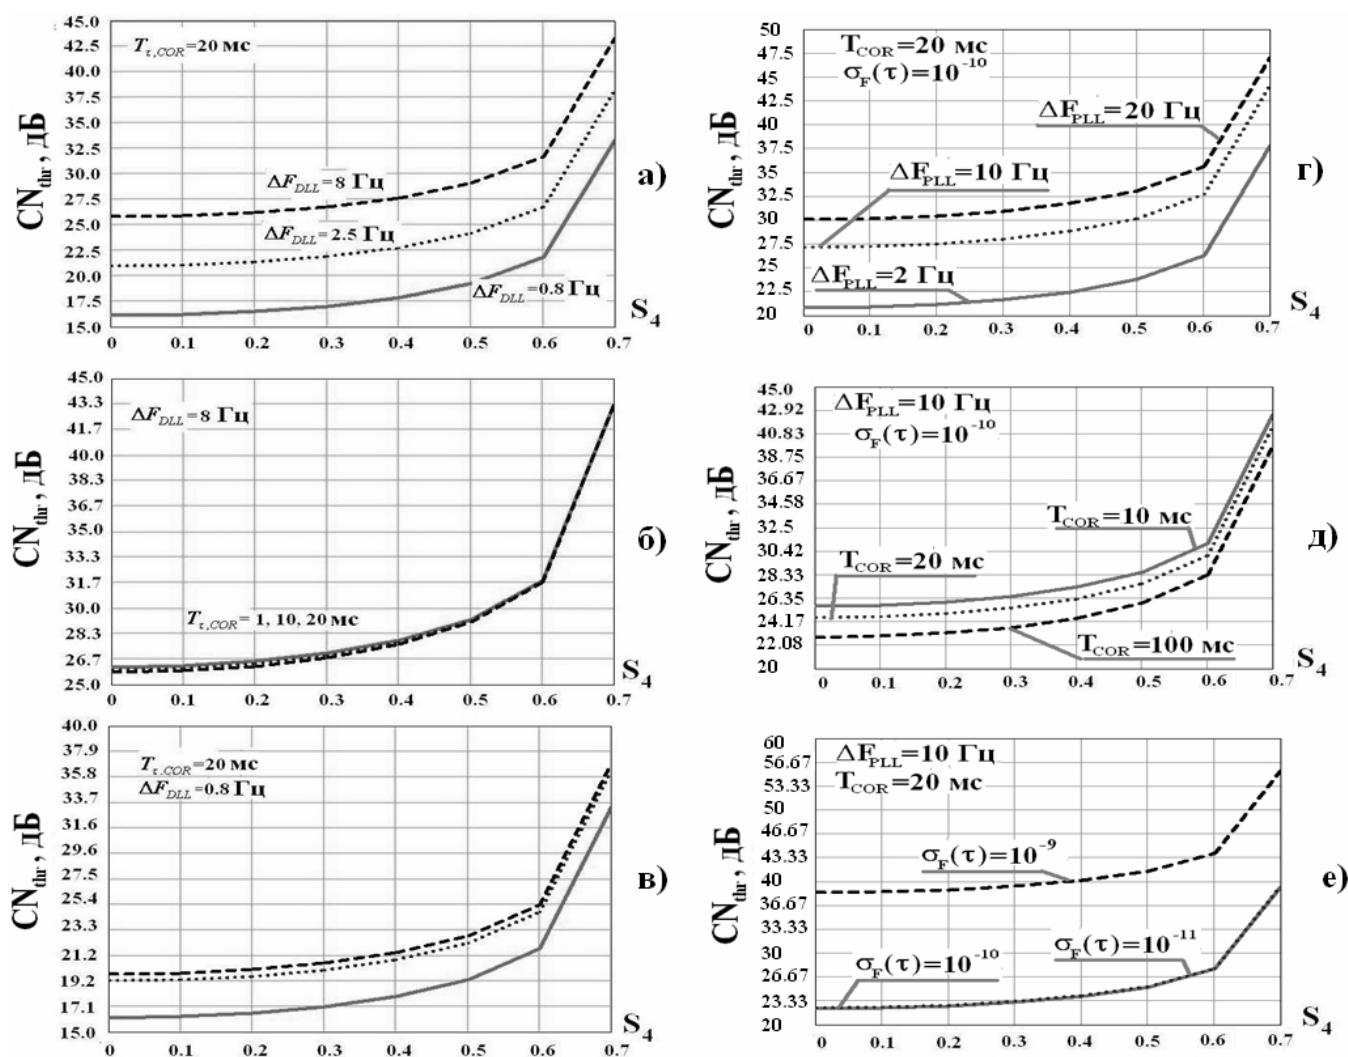 CNthr, дБ
45.0
42.5
40.0
37.5
35.0
32.5
30.0
27.5
25.0
22.5
20.0
17.5
15.0
Tτ,COR=20 мс
ΔFDLL=8 Гц
ΔFDLL=2.5 Гц
ΔFDLL=0.8 Гц
0 0.1 0.2 0.3 0.4 0.5 0.6 0.7
S4
а)
CNthr, дБ
50
47.5
45
42.5
40
37.5
35
32.5
30
27.5
25
22.5
20
TCOR=20 мс
σF(τ)=10⁻¹⁰
ΔFPLL=20 Гц
ΔFPLL=10 Гц
ΔFPLL=2 Гц
0 0.1 0.2 0.3 0.4 0.5 0.6 0.7
S4
г)
CNthr, дБ
45.0
43.3
41.7
40.0
38.3
36.7
35.0
33.3
31.7
30.0
28.3
26.7
25.0
ΔFDLL=8 Гц
Tτ,COR= 1, 10, 20 мс
0 0.1 0.2 0.3 0.4 0.5 0.6 0.7
S4
б)
CNthr, дБ
45.0
42.92
40.83
38.75
36.67
34.58
32.5
30.42
28.33
26.35
24.17
22.08
20
ΔFPLL=10 Гц
σF(τ)=10⁻¹⁰
TCOR=10 мс
TCOR=20 мс
TCOR=100 мс
0 0.1 0.2 0.3 0.4 0.5 0.6 0.7
S4
д)
CNthr, дБ
40.0
37.9
35.8
33.7
31.6
29.6
27.5
25.4
23.3
21.2
19.2
17.1
15.0
Tτ,COR=20 мс
ΔFDLL=0.8 Гц
0 0.1 0.2 0.3 0.4 0.5 0.6 0.7
S4
в)
CNthr, дБ
60
56.67
53.33
50
46.67
43.33
40
36.67
33.33
30
26.67
23.33
20
ΔFPLL=10 Гц
TCOR=20 мс
σF(τ)=10⁻⁹
σF(τ)=10⁻¹¹
σF(τ)=10⁻¹⁰
0 0.1 0.2 0.3 0.4 0.5 0.6 0.7
S4
е)